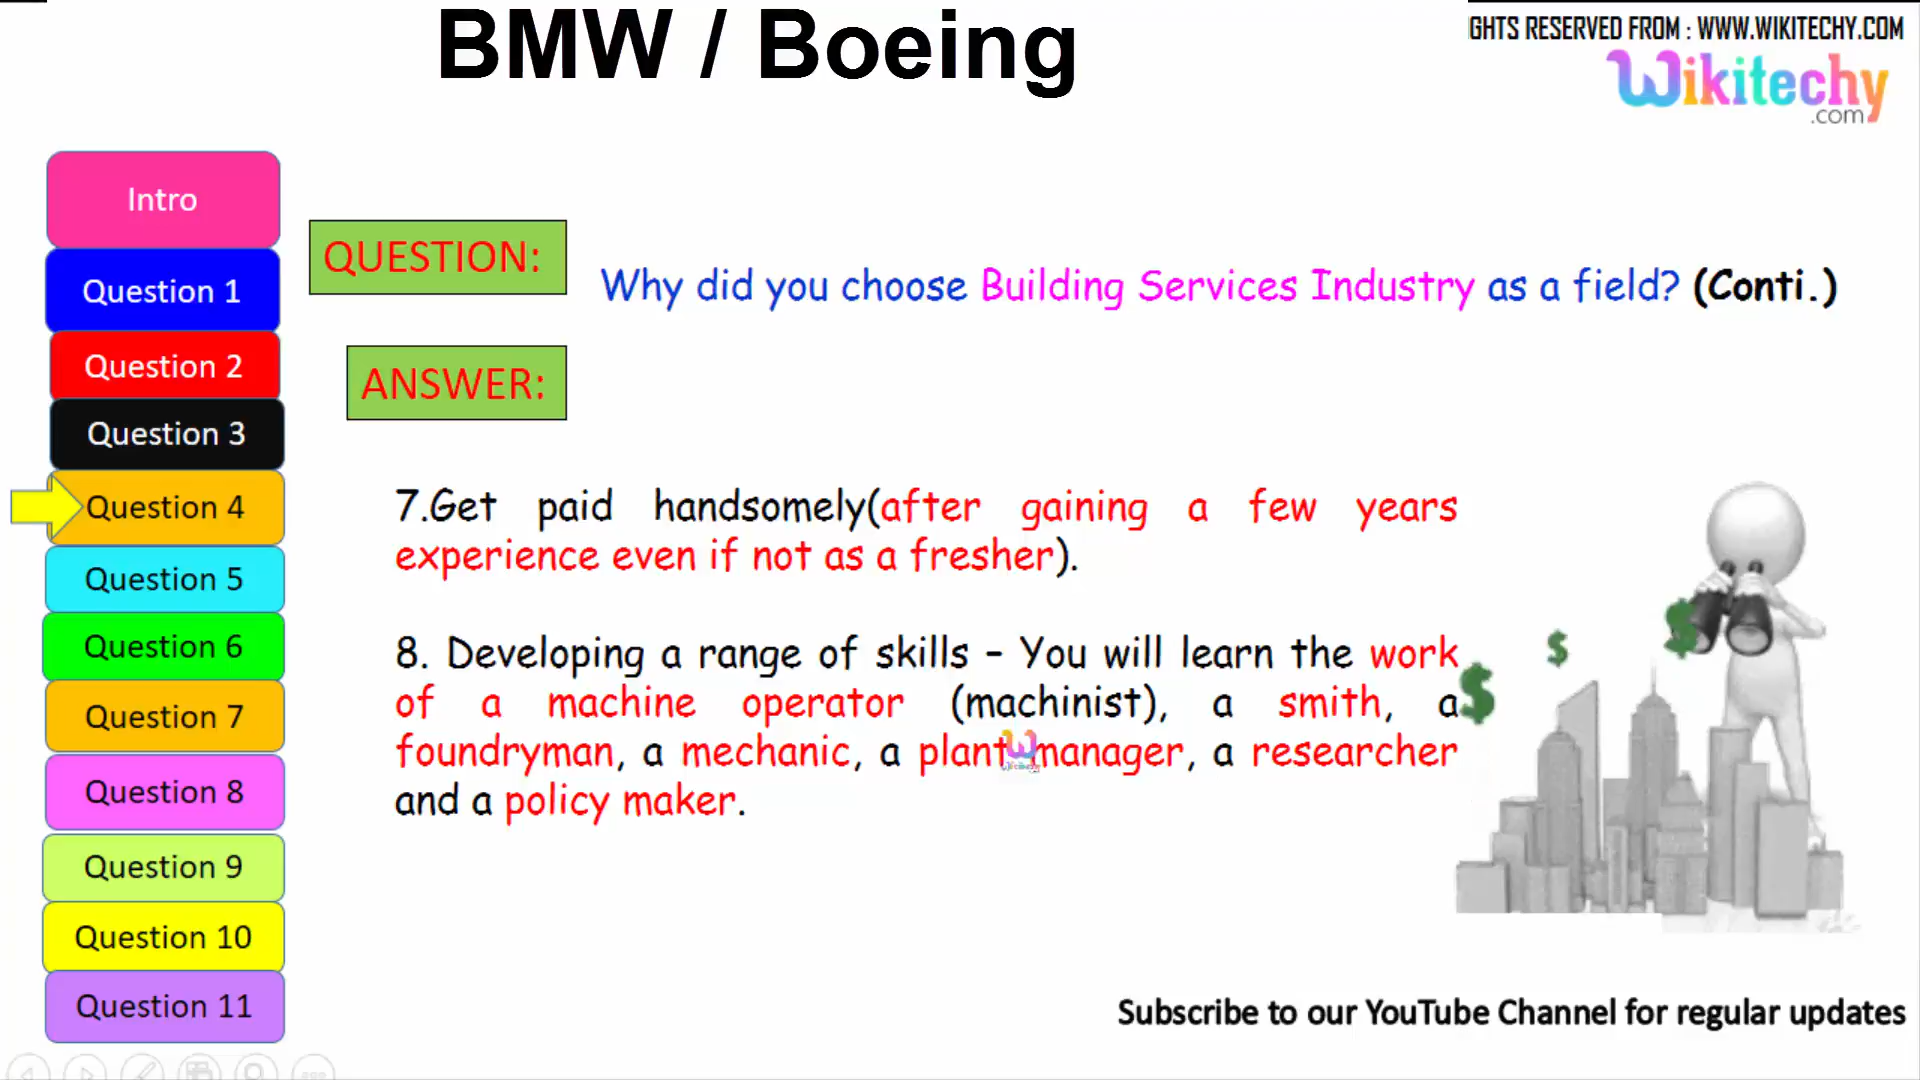 BMW / Boeing
GHTS RESERVED FROM : WWW.WIKITECHY.COM
Wikitechy
.com
Intro
Question 1
Question 2
Question 3
Question 4
Question 5
Question 6
Question 7
Question 8
Question 9
Question 10
Question 11
QUESTION:
Why did you choose Building Services Industry as a field? (Conti.)
ANSWER:
7.Get paid handsomely(after gaining a few years
experience even if not as a fresher).
8. Developing a range of skills – You will learn the work
of a machine operator (machinist), a smith, a
foundryman, a mechanic, a plant manager, a researcher
and a policy maker.
Subscribe to our YouTube Channel for regular updates